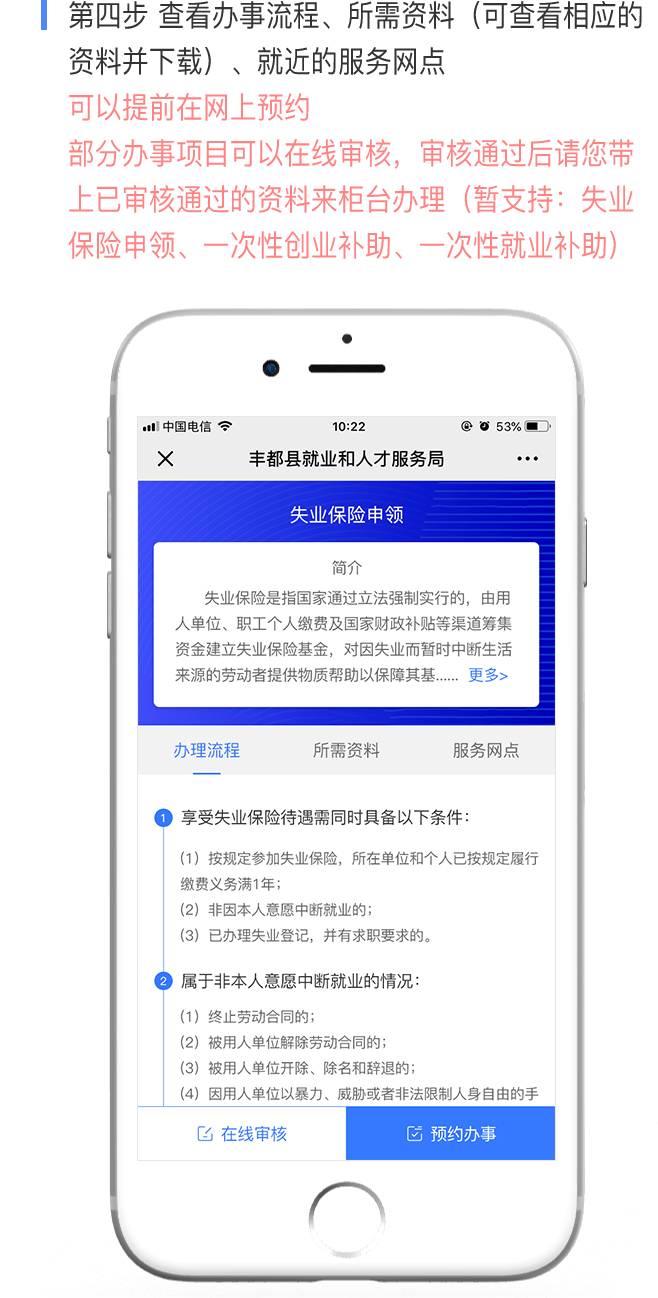 第四步 查看办事流程、所需资料（可查看相应的
资料并下载）、就近的服务网点
可以提前在网上预约
部分办事项目可以在线审核，审核通过后请您带
上已审核通过的资料来柜台办理（暂支持：失业
保险申领、一次性创业补助、一次性就业补助）
中国电信 10:22 53%
丰都县就业和人才服务局
失业保险申领
简介
失业保险是指国家通过立法强制实行的，由用
人单位、职工个人缴费及国家财政补贴等渠道筹集
资金建立失业保险基金，对因失业而暂时中断生活
来源的劳动者提供物质帮助以保障其基...... 更多>
办理流程 所需资料 服务网点
1 享受失业保险待遇需同时具备以下条件：
（1）按规定参加失业保险，所在单位和个人已按规定履行
缴费义务满1年；
（2）非因本人意愿中断就业的；
（3）已办理失业登记，并有求职要求的。
2 属于非本人意愿中断就业的情况：
（1）终止劳动合同的；
（2）被用人单位解除劳动合同的；
（3）被用人单位开除、除名和辞退的；
（4）因用人单位以暴力、威胁或者非法限制人身自由的手
在线审核 预约办事